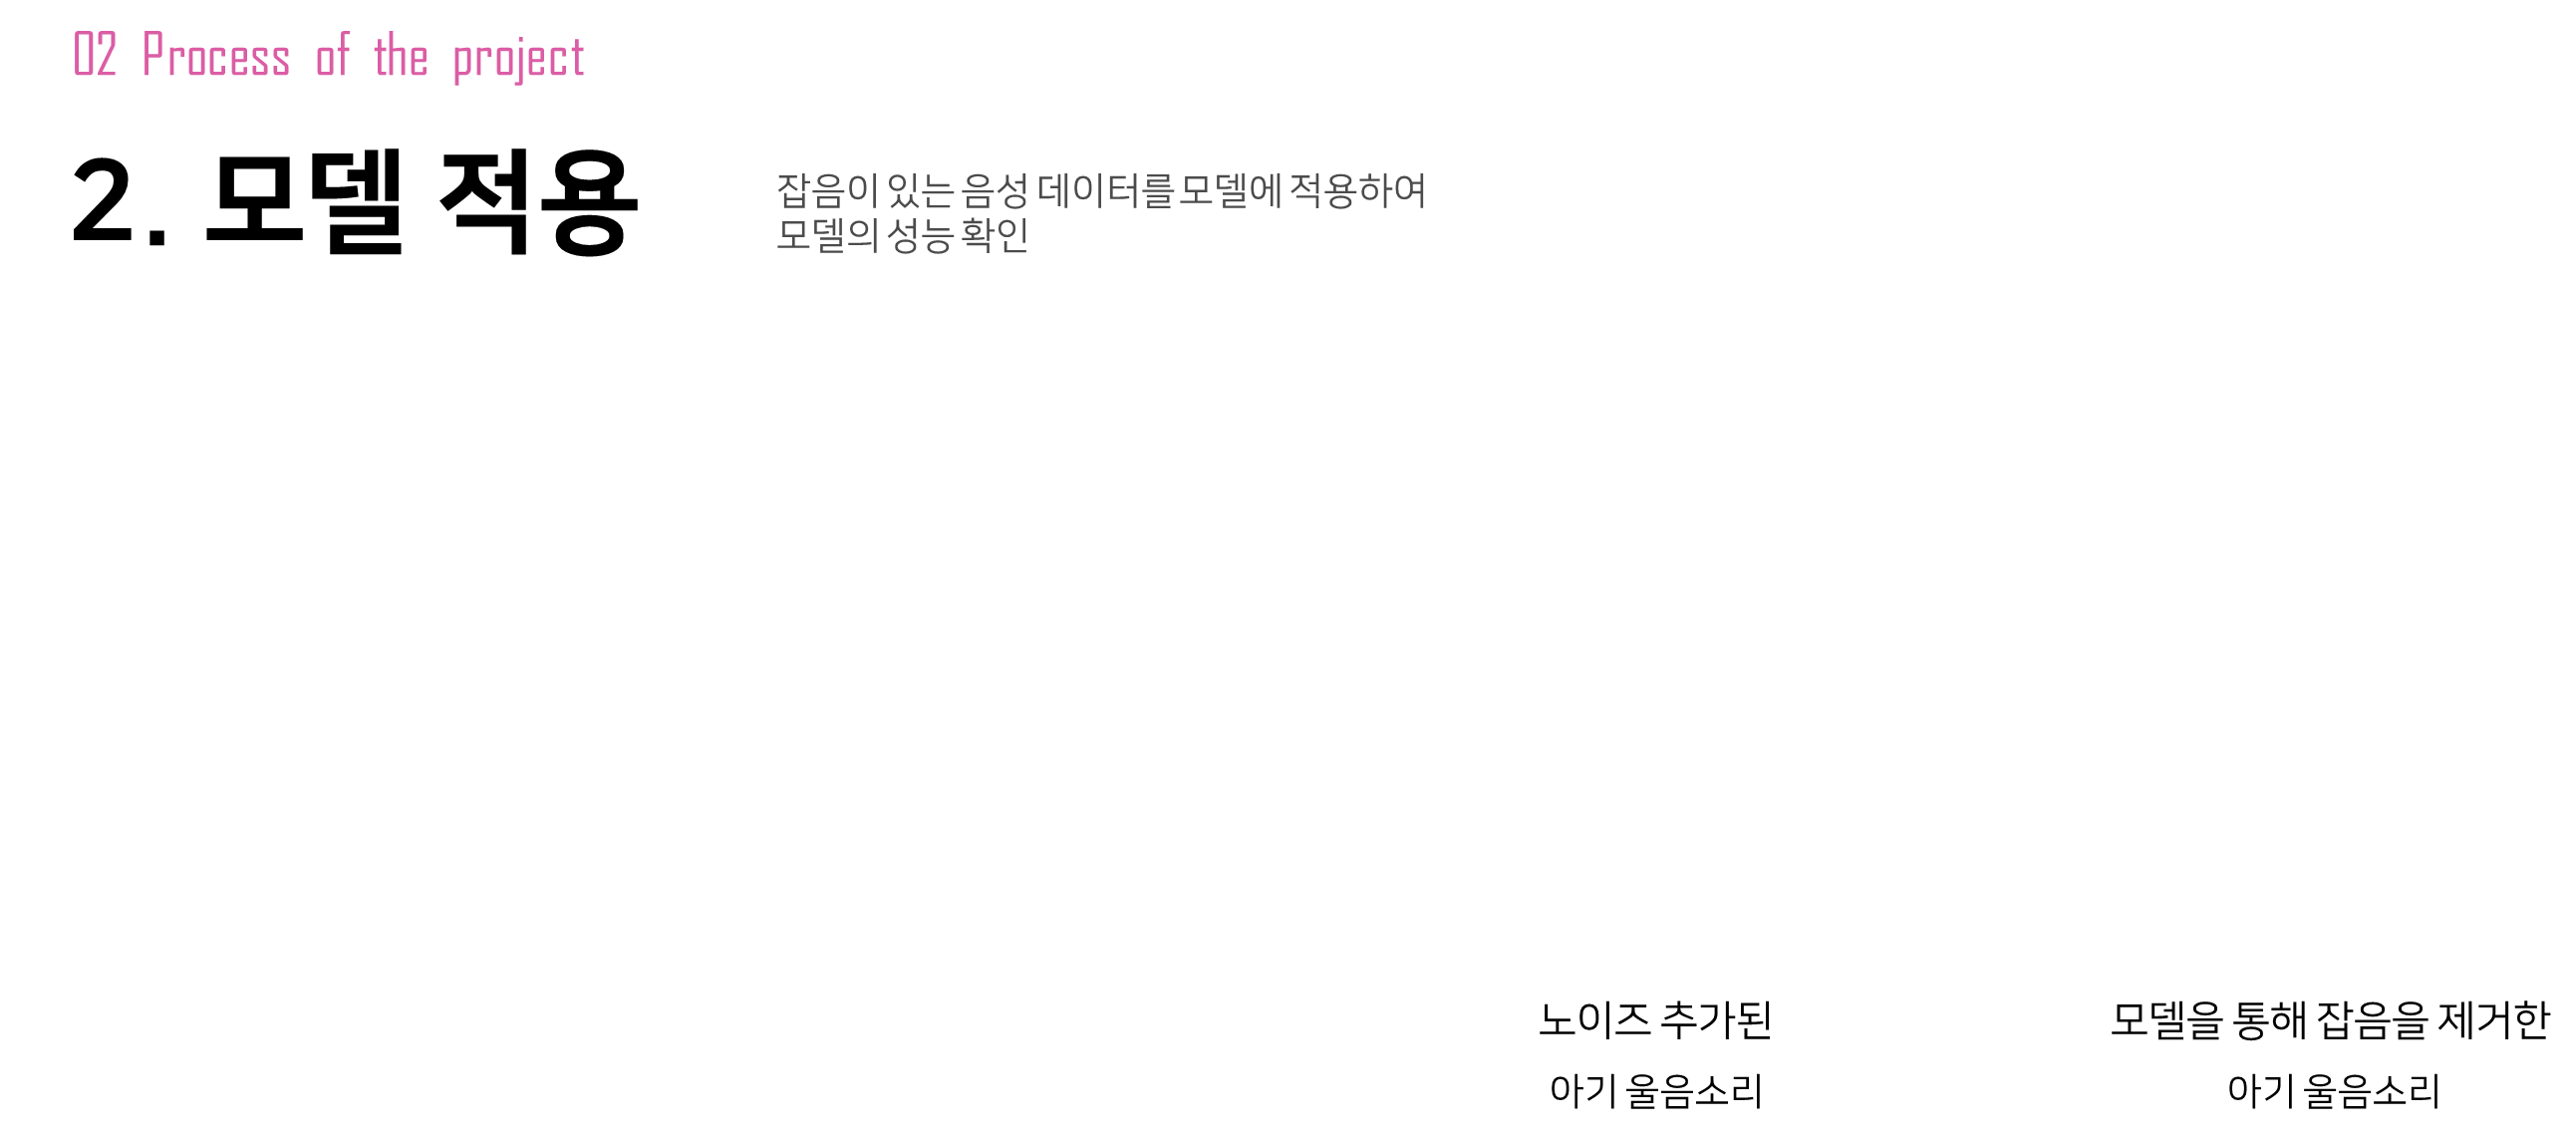 02 Process of the project
2. 모델 적용
잡음이 있는 음성 데이터를 모델에 적용하여
모델의 성능 확인
노이즈 추가된
아기 울음소리
모델을 통해 잡음을 제거한
아기 울음소리